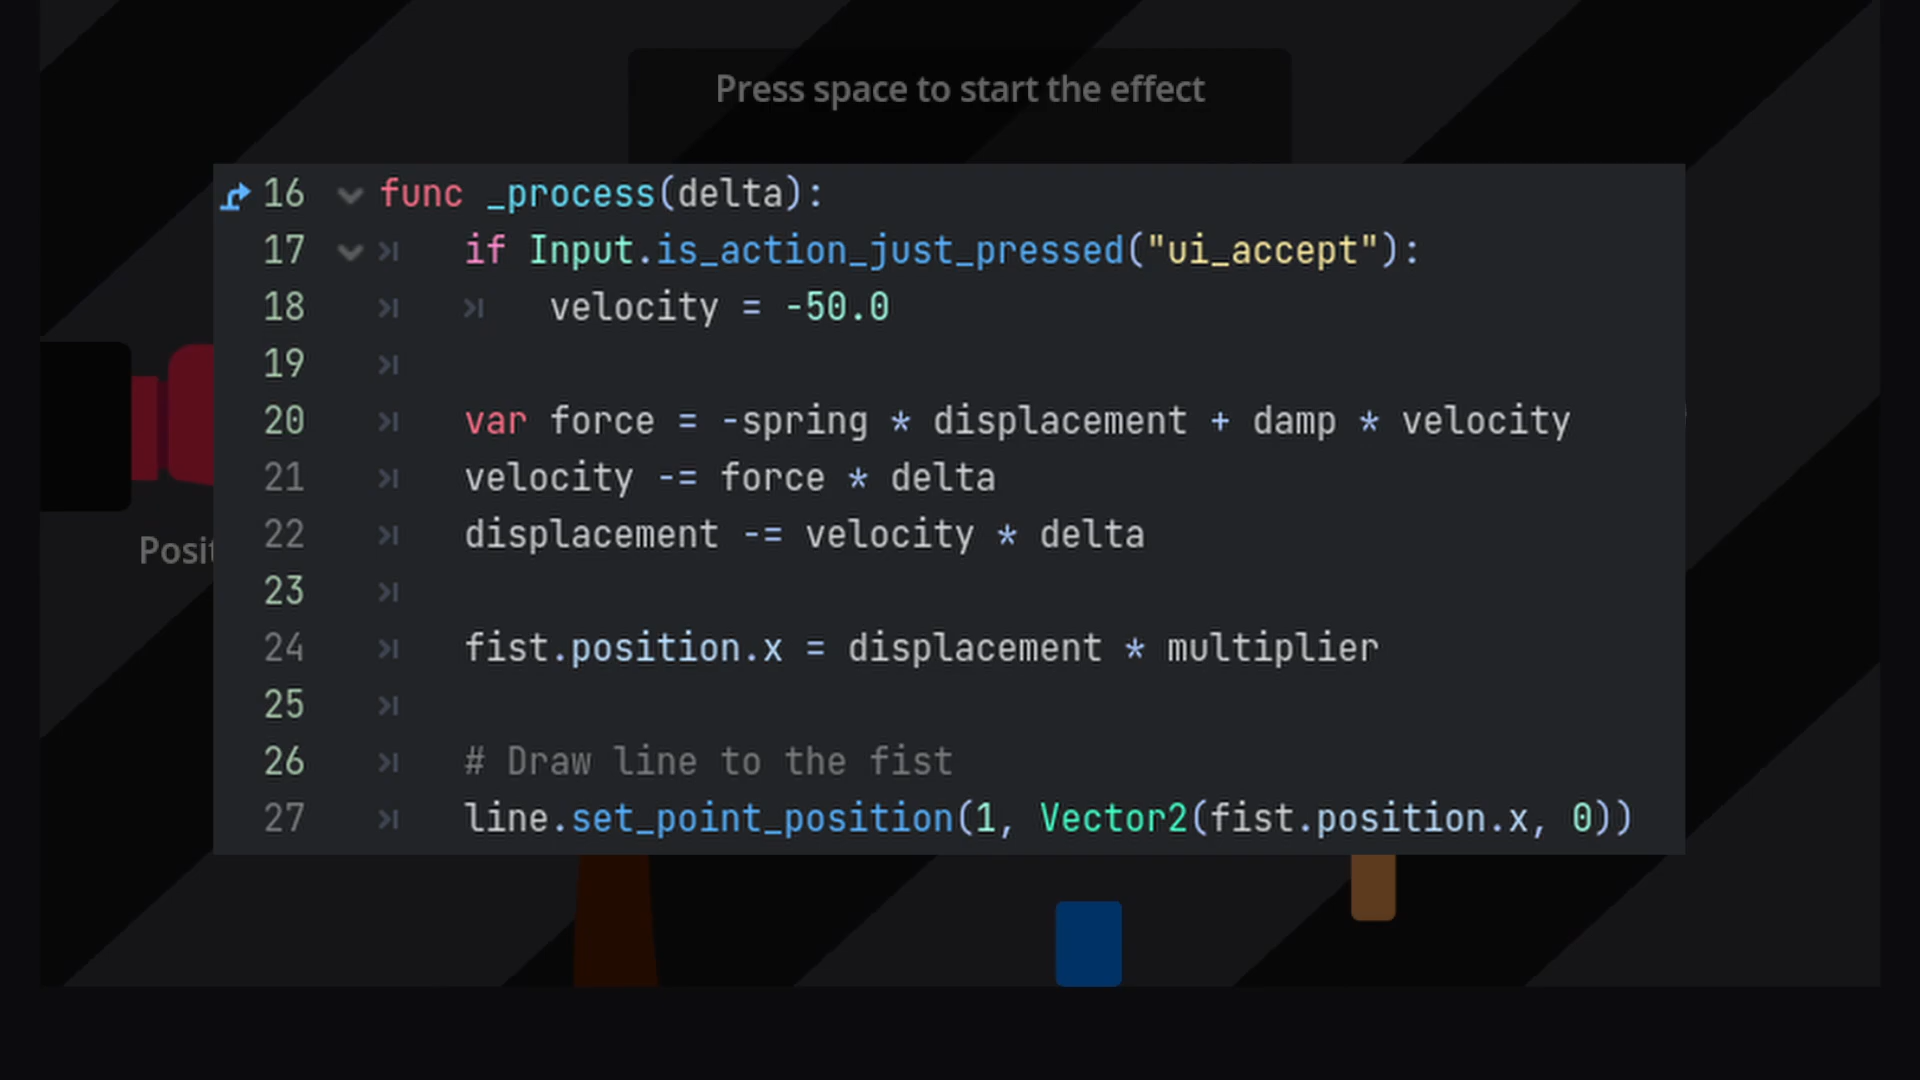 Press space to start the effect
16 func _process(delta):
17 if Input.is_action_just_pressed("ui_accept"):
18 velocity = -50.0
19
20 var force = -spring * displacement + damp * velocity
21 velocity -= force * delta
22 displacement -= velocity * delta
23
24 fist.position.x = displacement * multiplier
25
26 # Draw line to the fist
27 line.set_point_position(1, Vector2(fist.position.x, 0))